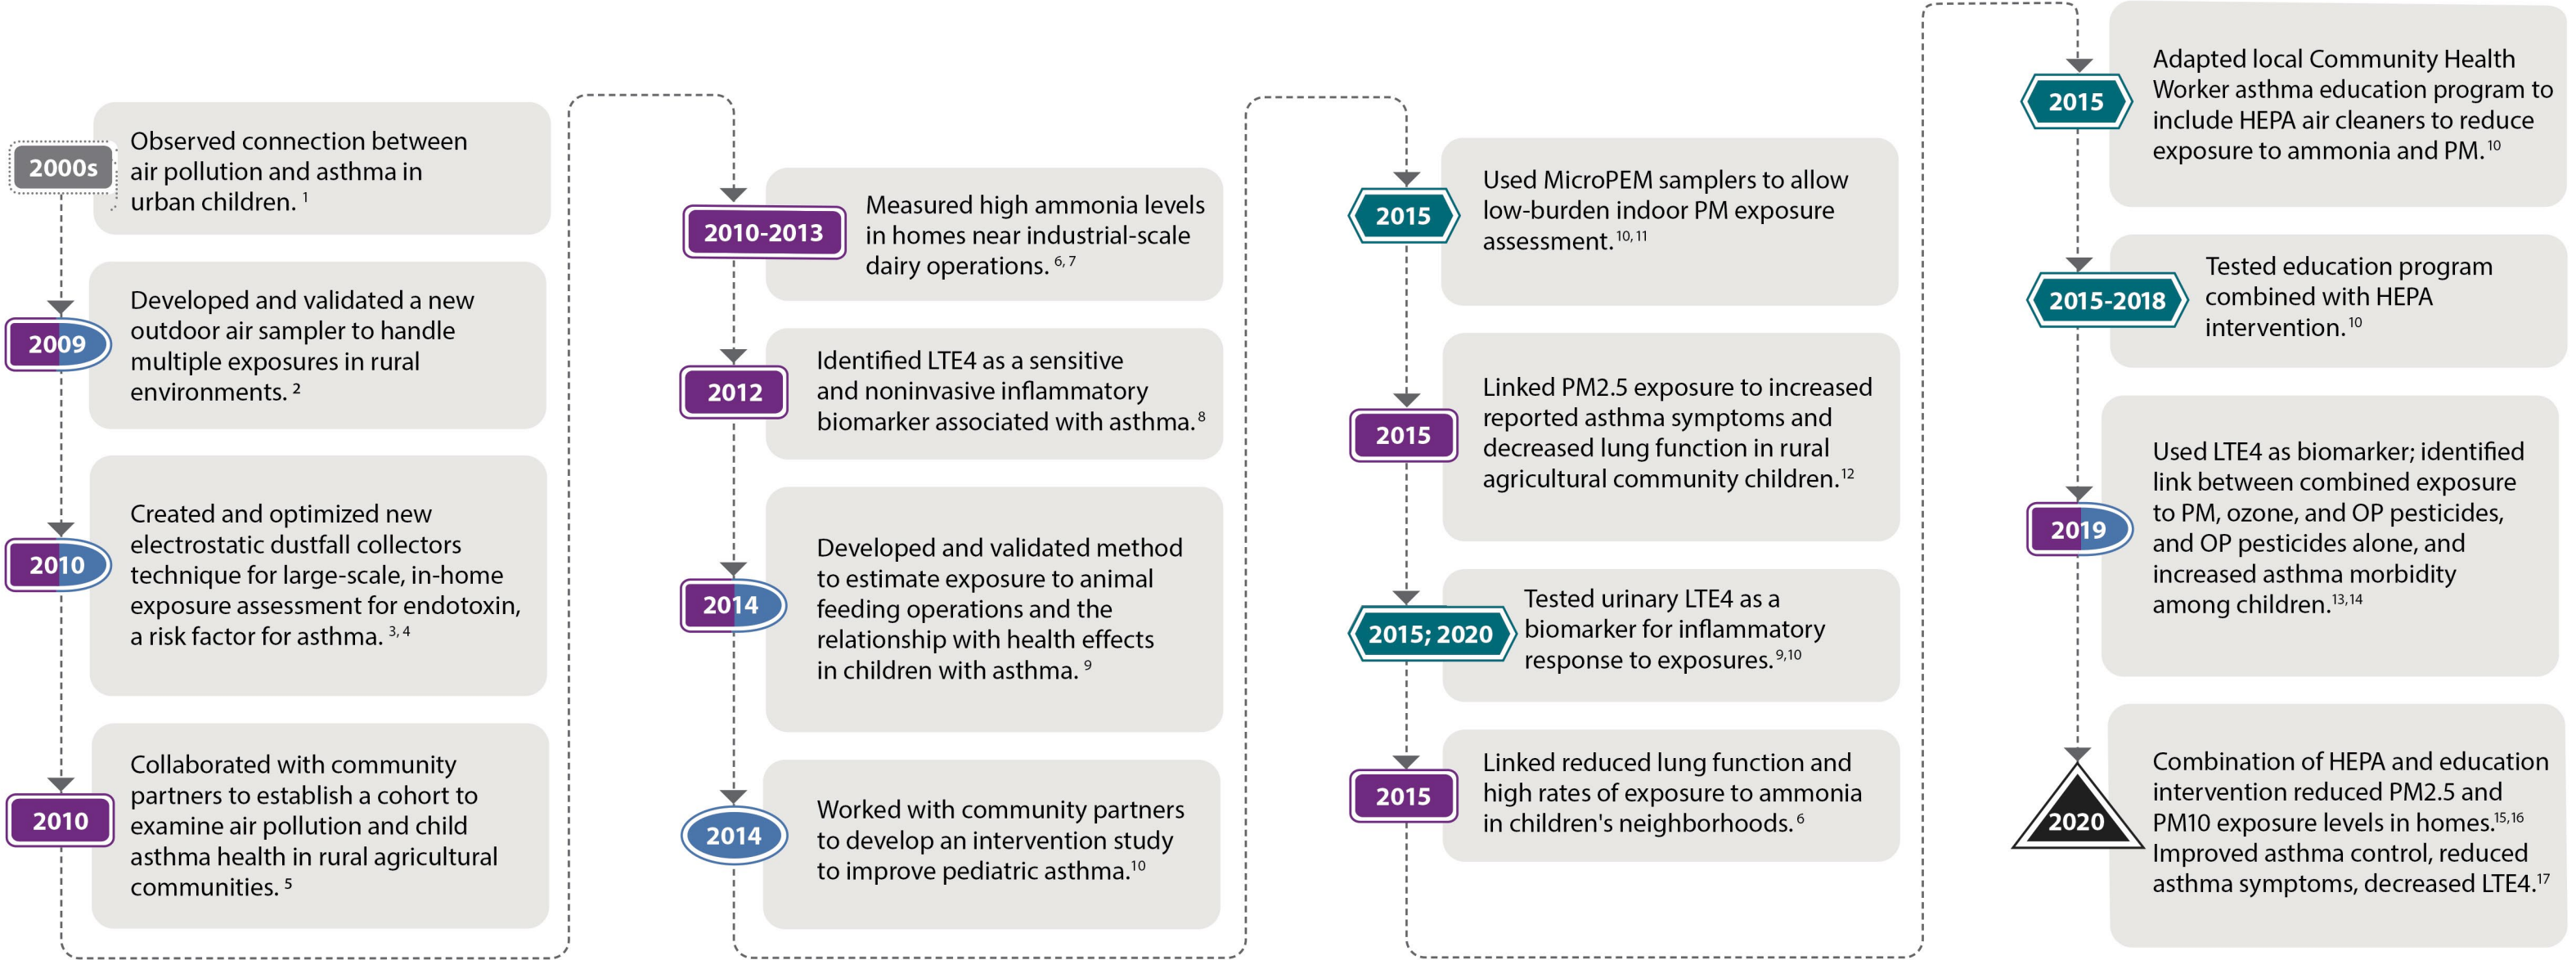 2000s
Observed connection between
air pollution and asthma in
urban children. 1
2009
Developed and validated a new
outdoor air sampler to handle
multiple exposures in rural
environments. 2
2010
Created and optimized new
electrostatic dustfall collectors
technique for large-scale, in-home
exposure assessment for endotoxin,
a risk factor for asthma. 3, 4
2010
Collaborated with community
partners to establish a cohort to
examine air pollution and child
asthma health in rural agricultural
communities. 5
2010-2013
Measured high ammonia levels
in homes near industrial-scale
dairy operations. 6, 7
2012
Identified LTE4 as a sensitive
and noninvasive inflammatory
biomarker associated with asthma. 8
2014
Developed and validated method
to estimate exposure to animal
feeding operations and the
relationship with health effects
in children with asthma. 9
2014
Worked with community partners
to develop an intervention study
to improve pediatric asthma.10
2015
Used MicroPEM samplers to allow
low-burden indoor PM exposure
assessment.10, 11
2015
Linked PM2.5 exposure to increased
reported asthma symptoms and
decreased lung function in rural
agricultural community children.12
2015; 2020
Tested urinary LTE4 as a
biomarker for inflammatory
response to exposures.9,10
2015
Linked reduced lung function and
high rates of exposure to ammonia
in children's neighborhoods. 6
2015
Adapted local Community Health
Worker asthma education program to
include HEPA air cleaners to reduce
exposure to ammonia and PM. 10
2015-2018
Tested education program
combined with HEPA
intervention. 10
2019
Used LTE4 as biomarker; identified
link between combined exposure
to PM, ozone, and OP pesticides,
and OP pesticides alone, and
increased asthma morbidity
among children.13,14
2020
Combination of HEPA and education
intervention reduced PM2.5 and
PM10 exposure levels in homes.15,16
Improved asthma control, reduced
asthma symptoms, decreased LTE4.17